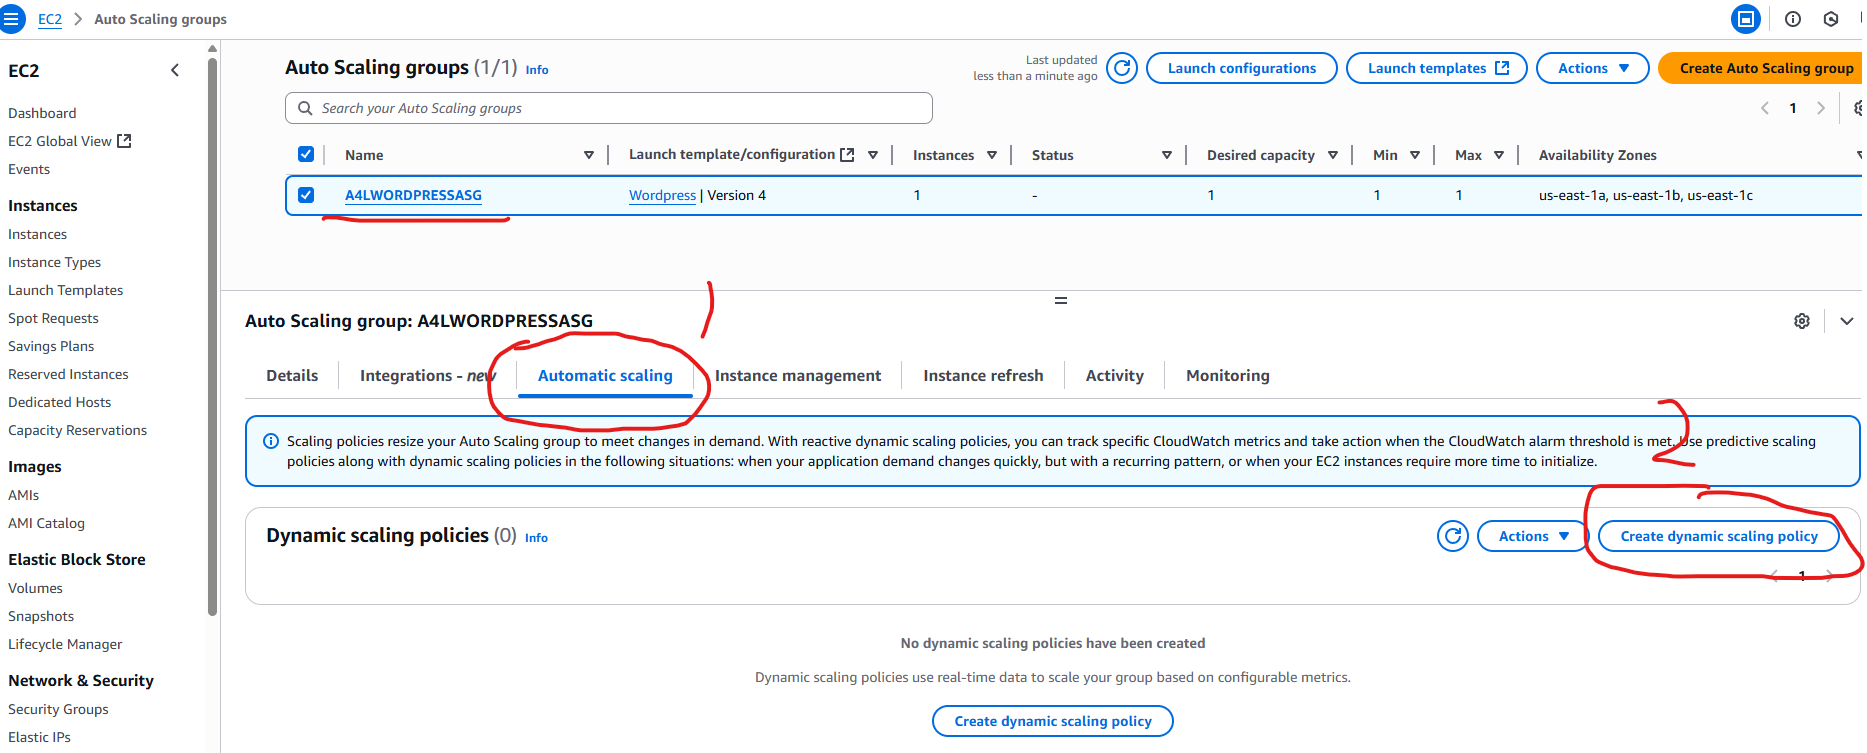 EC2 > Auto Scaling groups
EC2
Dashboard
EC2 Global View
Events
Instances
Instances
Instance Types
Launch Templates
Spot Requests
Savings Plans
Reserved Instances
Dedicated Hosts
Capacity Reservations
Images
AMIs
AMI Catalog
Elastic Block Store
Volumes
Snapshots
Lifecycle Manager
Network & Security
Security Groups
Elastic IPs
Auto Scaling groups (1/1) Info
Last updated
less than a minute ago
Launch configurations
Launch templates
Actions
Create Auto Scaling group
Search your Auto Scaling groups
1
Name Launch template/configuration Instances Status Desired capacity Min Max Availability Zones
A4LWORDPRESSASG Wordpress | Version 4 1 - 1 1 1 us-east-1a, us-east-1b, us-east-1c
Auto Scaling group: A4LWORDPRESSASG
1
Details Integrations - new Automatic scaling Instance management Instance refresh Activity Monitoring
Scaling policies resize your Auto Scaling group to meet changes in demand. With reactive dynamic scaling policies, you can track specific CloudWatch metrics and take action when the CloudWatch alarm threshold is met. Use predictive scaling
policies along with dynamic scaling policies in the following situations: when your application demand changes quickly, but with a recurring pattern, or when your EC2 instances require more time to initialize.
2
Dynamic scaling policies (0) Info
Actions
Create dynamic scaling policy
1
No dynamic scaling policies have been created
Dynamic scaling policies use real-time data to scale your group based on configurable metrics.
Create dynamic scaling policy